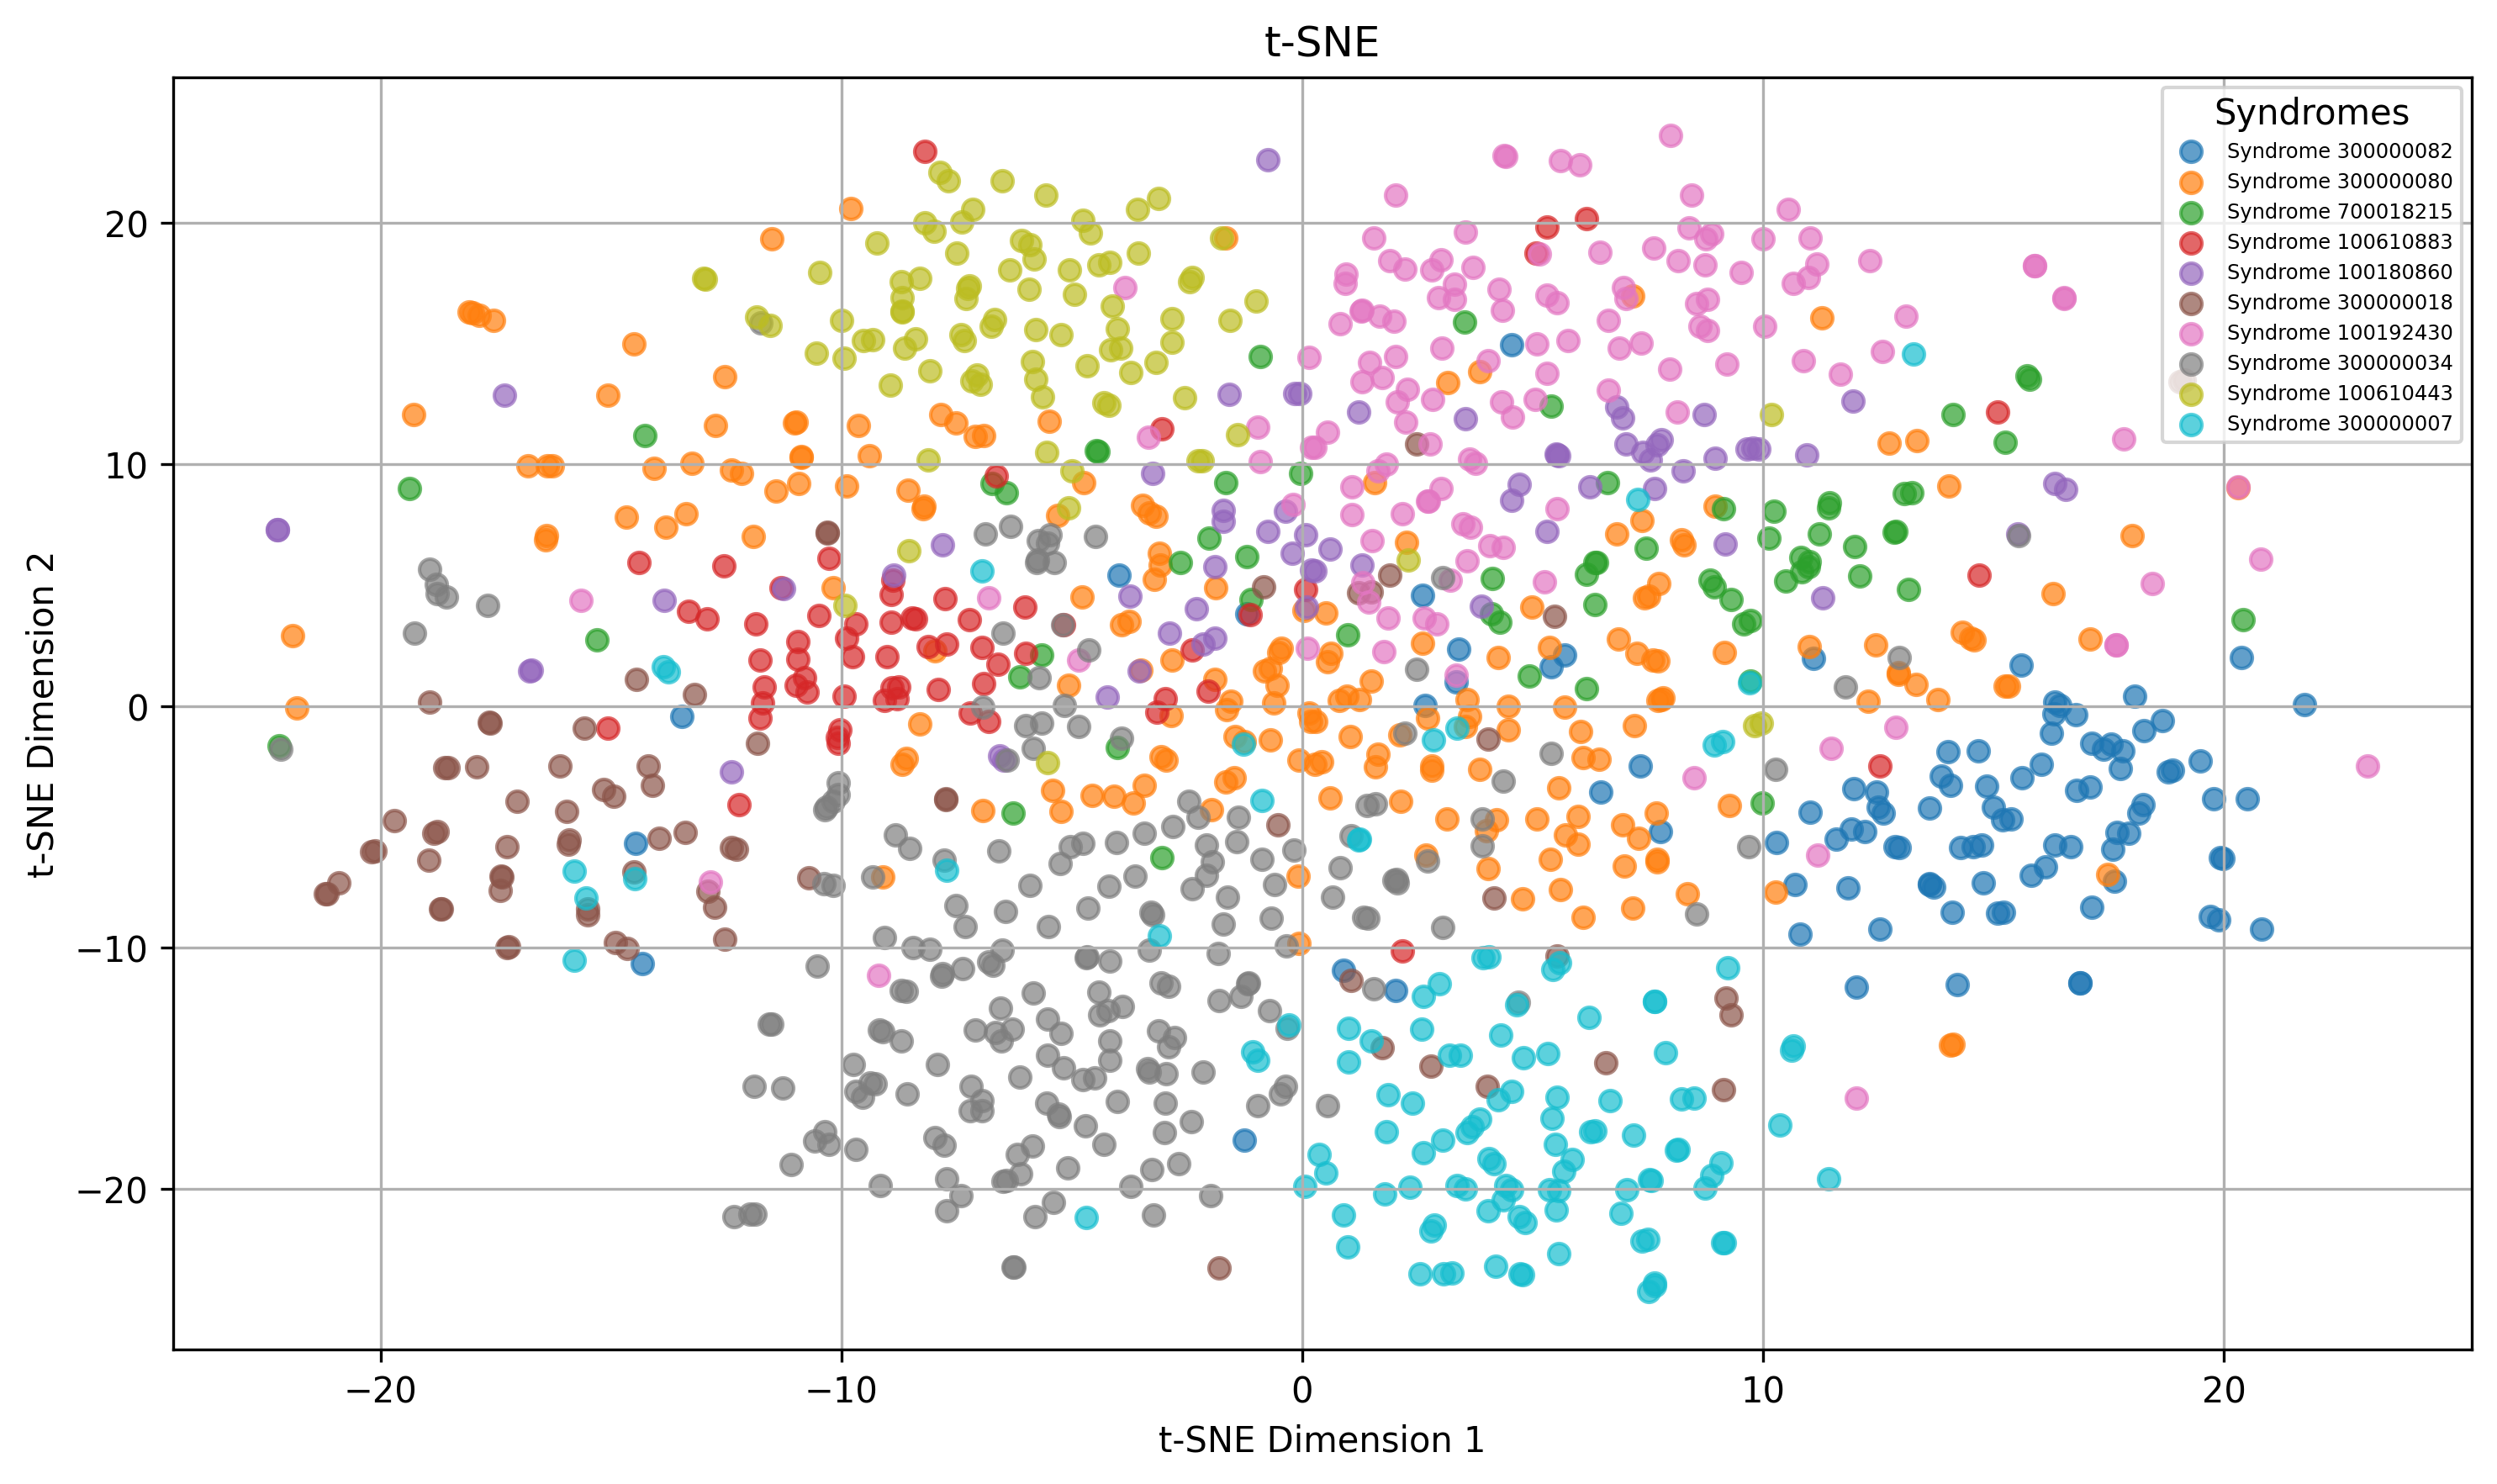 t-SNE
Syndromes
Syndrome 300000082
Syndrome 300000080
Syndrome 700018215
Syndrome 100610883
Syndrome 100180860
Syndrome 300000018
Syndrome 100192430
Syndrome 300000034
Syndrome 100610443
Syndrome 300000007
t-SNE Dimension 2
20
10
0
−10
−20
−20
−10
0
10
20
t-SNE Dimension 1